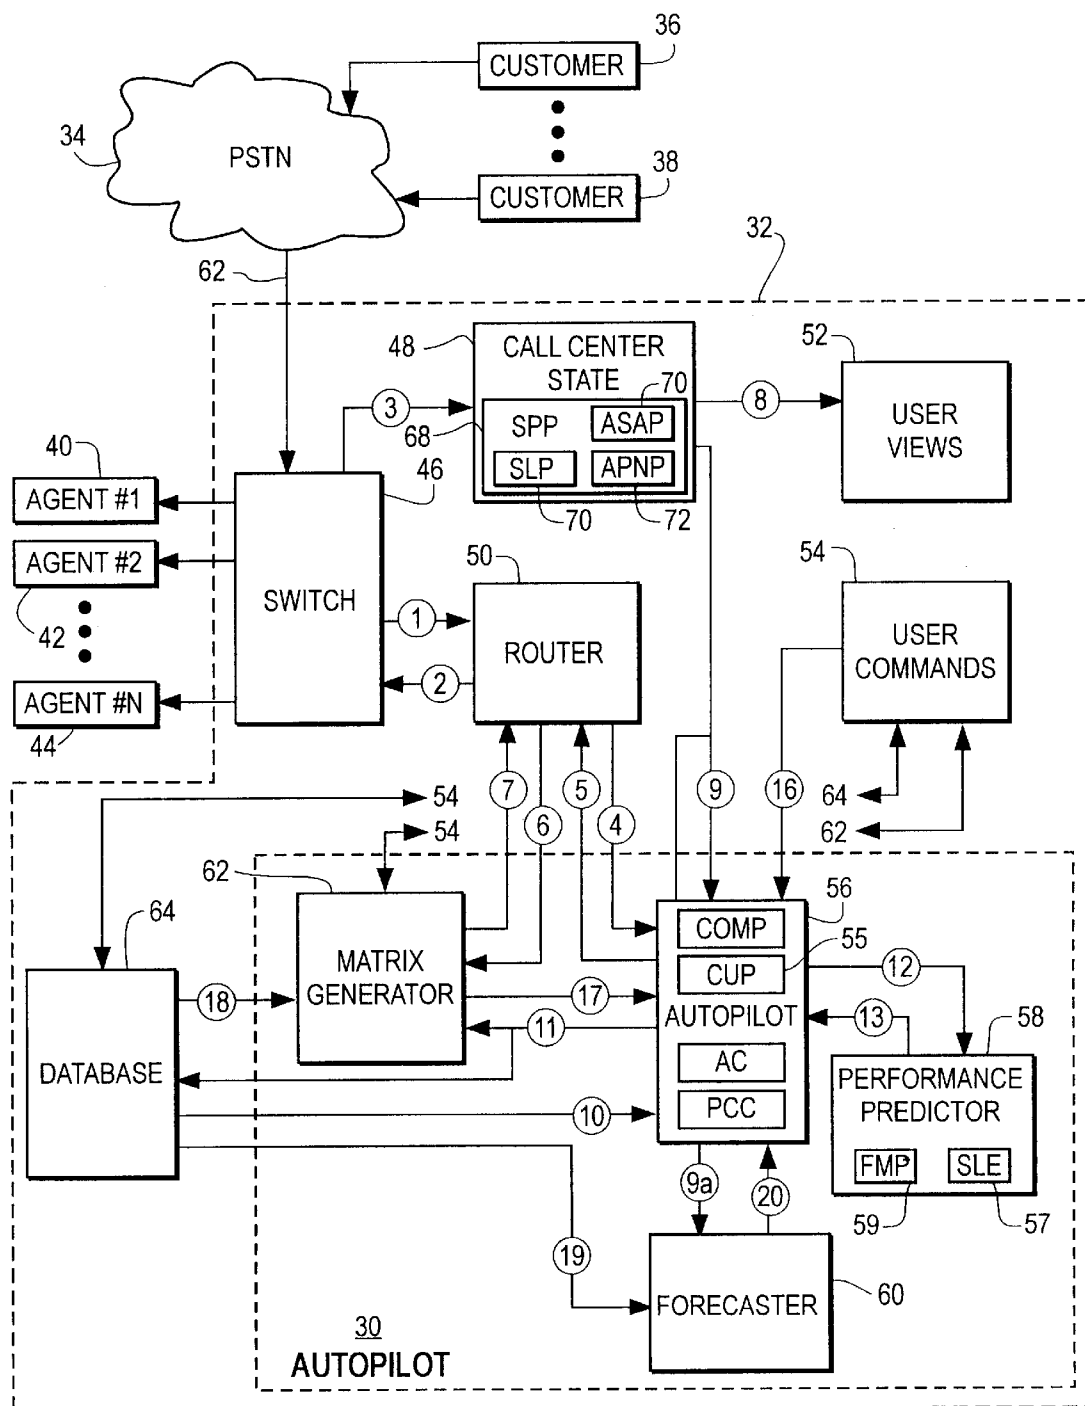 36
CUSTOMER
34
PSTN
38
CUSTOMER
62
32
48
CALL CENTER
STATE
70
68
SPP
ASAP
SLP
APNP
70
72
3
8
52
USER
VIEWS
40
AGENT #1
46
AGENT #2
42
AGENT #N
44
SWITCH
1
2
50
ROUTER
54
USER
COMMANDS
7
6
5
4
9
16
64
62
54
54
62
MATRIX
GENERATOR
64
DATABASE
18
17
11
10
19
56
COMP
55
CUP
AUTOPILOT
AC
PCC
12
13
58
PERFORMANCE
PREDICTOR
FMP
SLE
59
57
9a
20
FORECASTER
60
30
AUTOPILOT